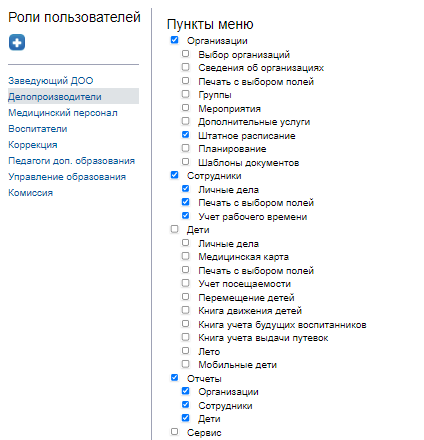 Роли пользователей
Заведующий ДОО
Делопроизводители
Медицинский персонал
Воспитатели
Коррекция
Педагоги доп. образования
Управление образования
Комиссия
Пункты меню
Организации
Выбор организаций
Сведения об организациях
Печать с выбором полей
Группы
Мероприятия
Дополнительные услуги
Штатное расписание
Планирование
Шаблоны документов
Сотрудники
Личные дела
Печать с выбором полей
Учет рабочего времени
Дети
Личные дела
Медицинская карта
Печать с выбором полей
Учет посещаемости
Перемещение детей
Книга движения детей
Книга учета будущих воспитанников
Книга учета выдачи путевок
Лето
Мобильные дети
Отчеты
Организации
Сотрудники
Дети
Сервис